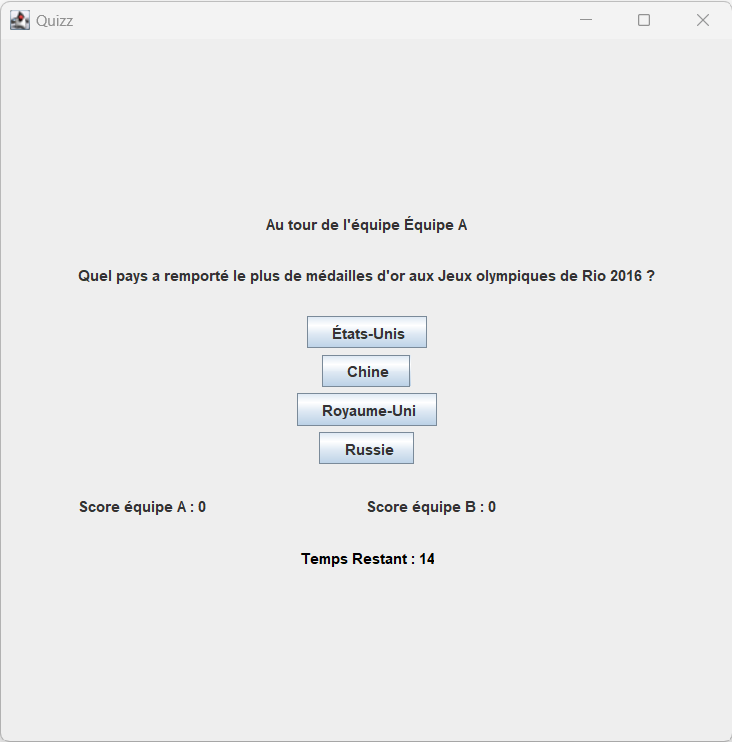 Quizz
Au tour de l'équipe Équipe A
Quel pays a remporté le plus de médailles d'or aux Jeux olympiques de Rio 2016 ?
États-Unis
Chine
Royaume-Uni
Russie
Score équipe A : 0 Score équipe B : 0
Temps Restant : 14